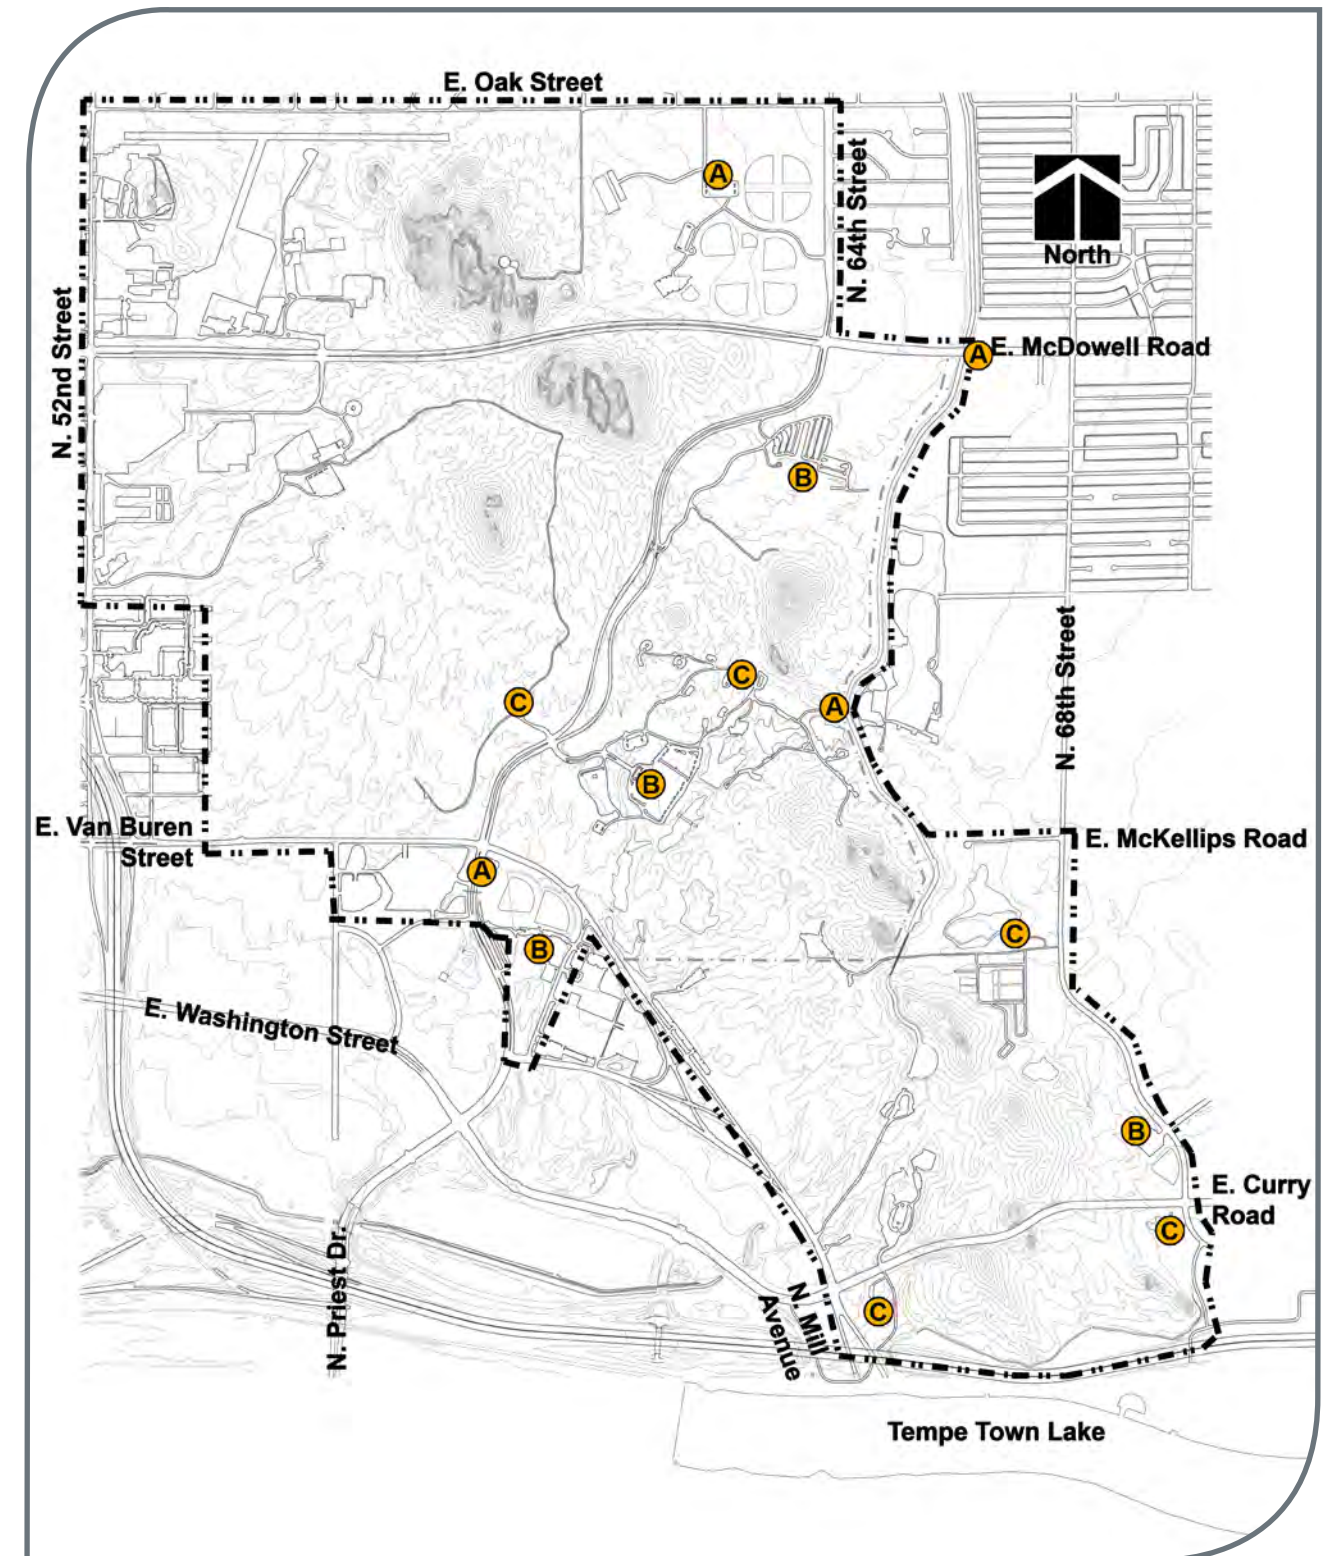 E. Oak Street
A
N. 64th Street
North
N. 52nd Street
A
E. McDowell Road
B
N. 68th Street
C
C
A
B
E. Van Buren
Street
E. McKellips Road
A
C
B
E. Washington Street
B
E. Curry
Road
C
N. Priest Dr.
N. Mill
Avenue
C
Tempe Town Lake